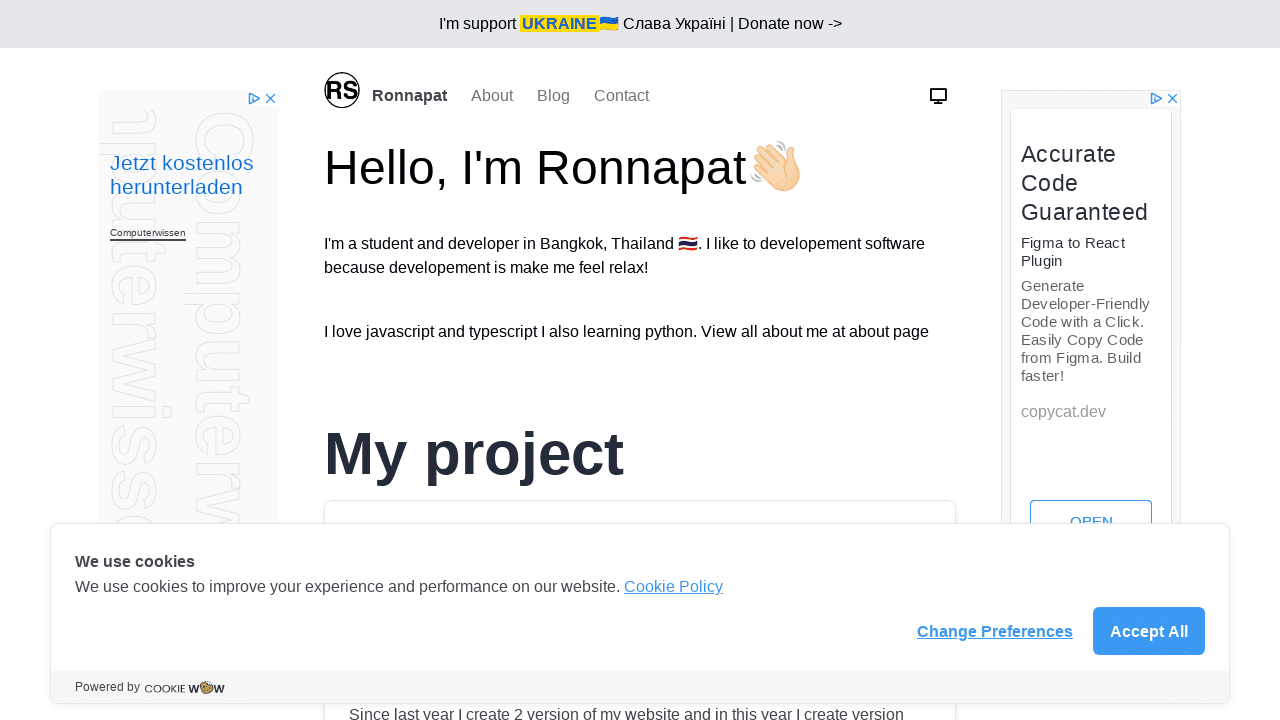 I'm support UKRAINE🇺🇦 Слава Україні | Donate now ->
RS
Ronnapat
About
Blog
Contact
Hello, I'm Ronnapat👋🏻
I'm a student and developer in Bangkok, Thailand 🇹🇭. I like to developement software
because developement is make me feel relax!
I love javascript and typescript I also learning python. View all about me at about page
My project
Jetzt kostenlos
herunterladen
Computerwissen
Computerw
mputerwisse
Accurate
Code
Guaranteed
Figma to React
Plugin
Generate
Developer-Friendly
Code with a Click.
Easily Copy Code
from Figma. Build
faster!
copycat.dev
OPEN
We use cookies
We use cookies to improve your experience and performance on our website. Cookie Policy
Change Preferences
Accept All
Powered by COOKIE WOW
Since last year I create 2 version of my website and in this year I create version